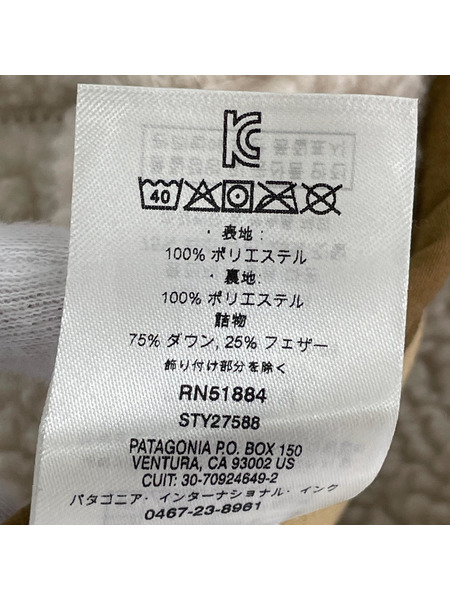 KC
40
・表地：
100% ポリエステル
・裏地：
100% ポリエステル
詰物
75% ダウン, 25% フェザー
飾り付け部分を除く
RN51884
STY27588
PATAGONIA P.O. BOX 150
VENTURA, CA 93002 US
CUIT: 30-70924649-2
パタゴニア・インターナショナル・インク
0467-23-8961